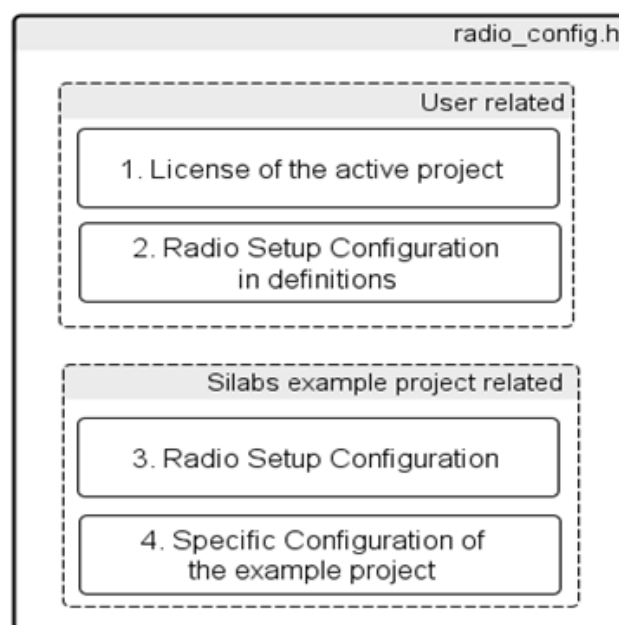 radio_config.h
User related
1. License of the active project
2. Radio Setup Configuration
in definitions
Silabs example project related
3. Radio Setup Configuration
4. Specific Configuration of
the example project